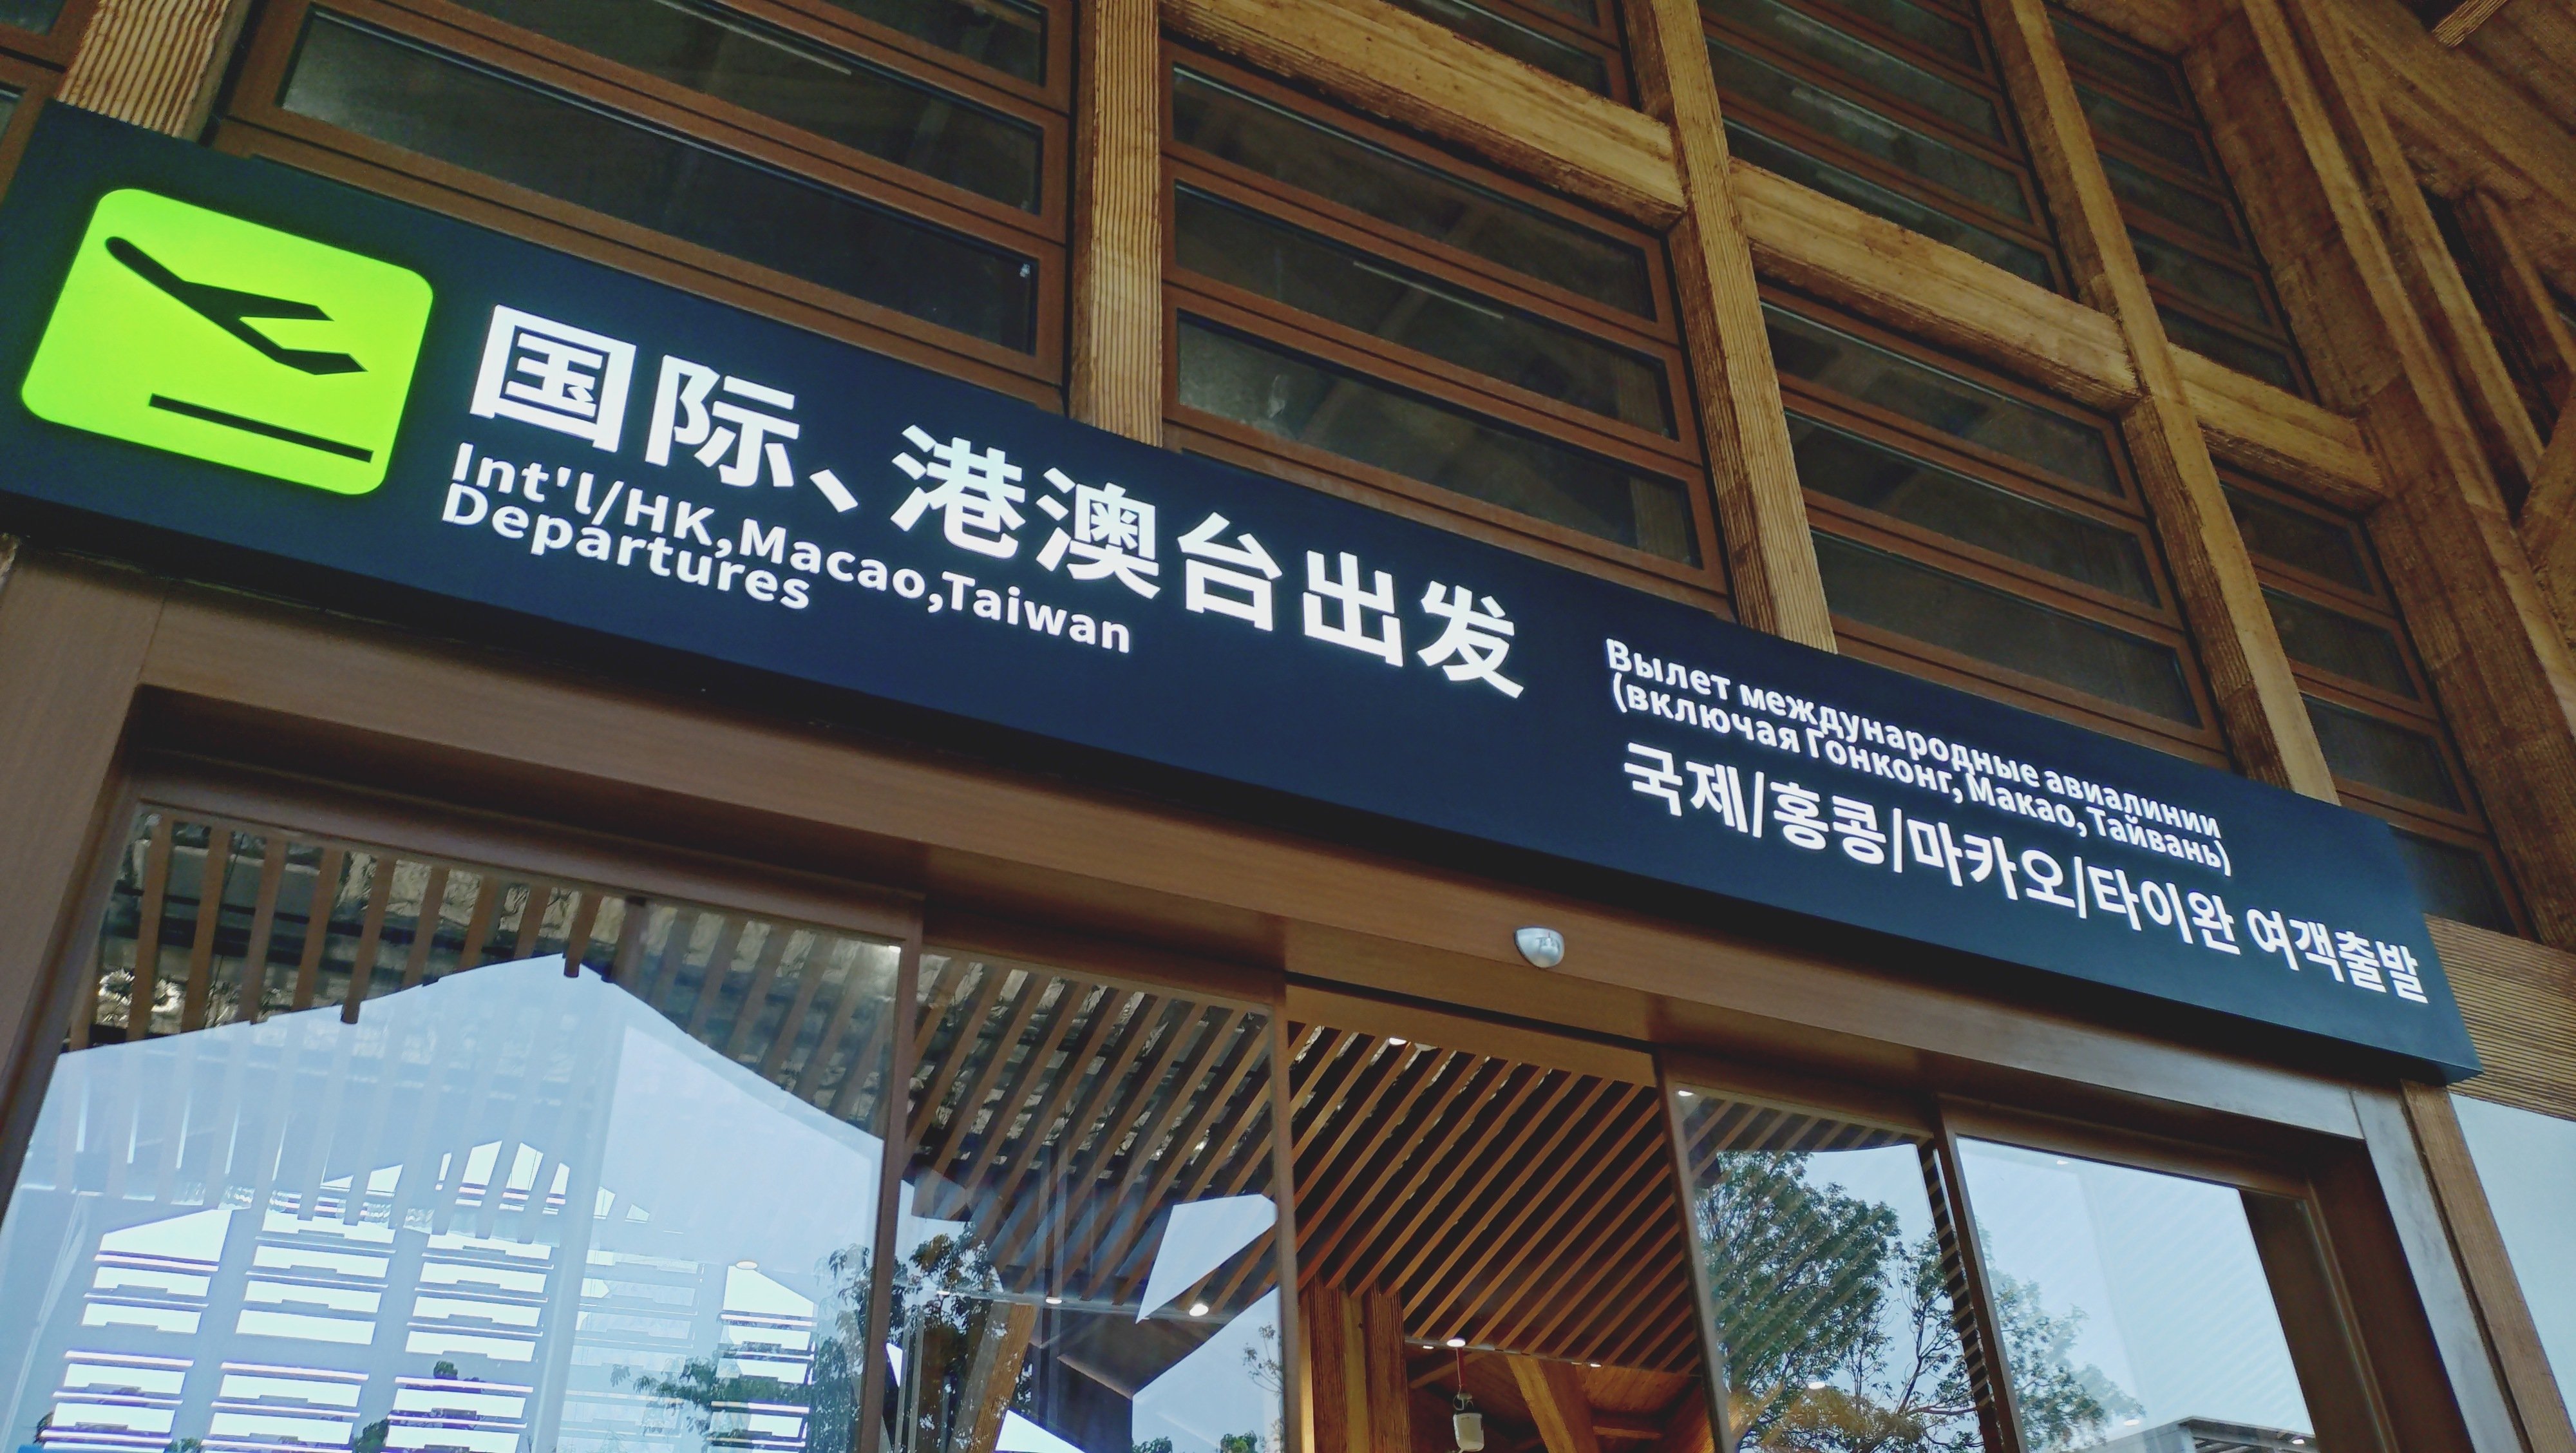 国际、港澳台出发
Int'l/HK,Macao,Taiwan
Departures
Вылет международные авиалинии
(включая Гонконг,Макао,Тайвань)
국제/홍콩/마카오/타이완 여객출발